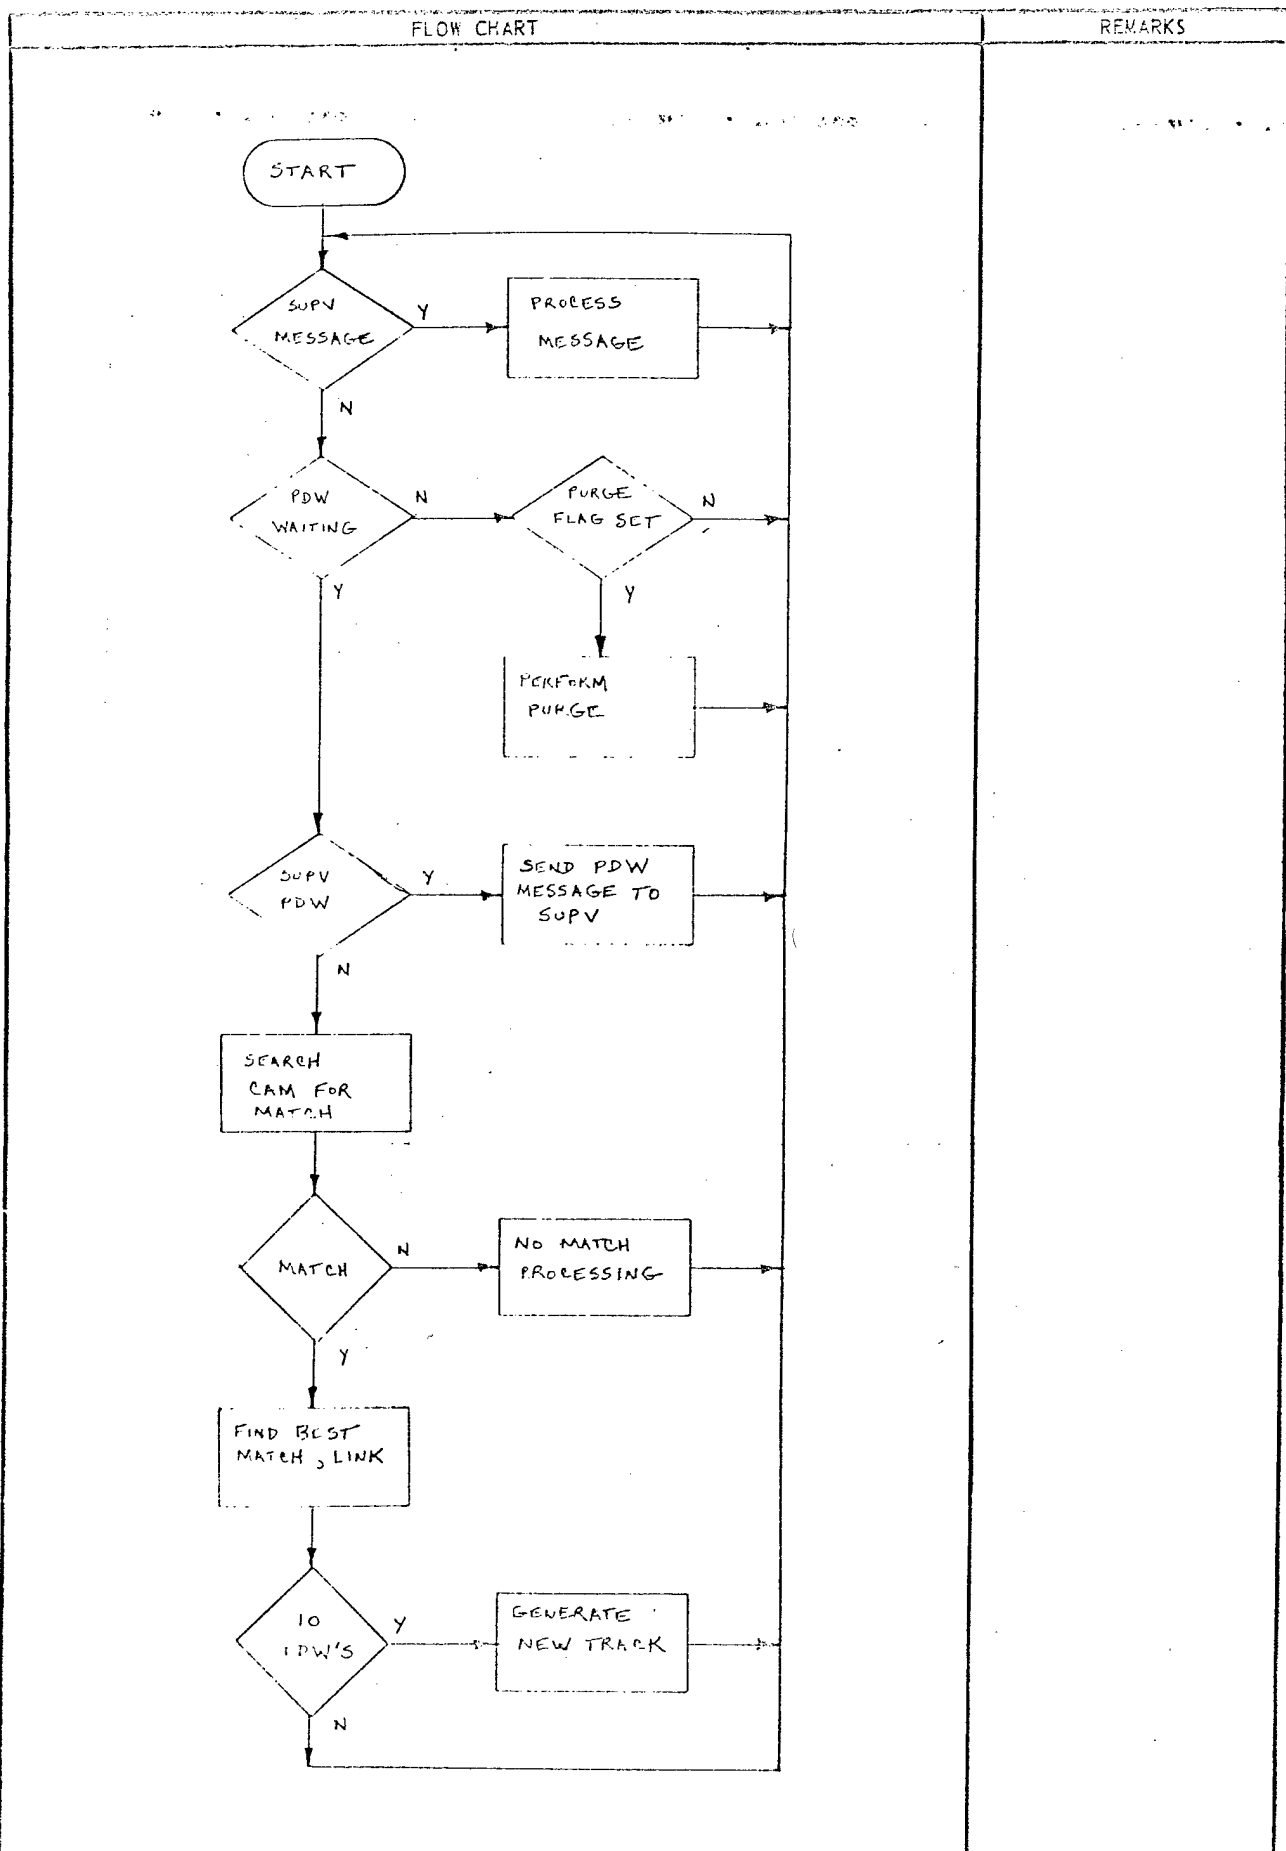 FLOW CHART
REMARKS
START
SUPV
MESSAGE
Y
PROCESS
MESSAGE
N
PDW
WAITING
N
PURGE
FLAG SET
N
Y
Y
PERFORM
PURGE
SUPV
PDW
Y
SEND PDW
MESSAGE TO
SUPV
N
SEARCH
CAM FOR
MATCH
MATCH
N
NO MATCH
PROCESSING
Y
FIND BEST
MATCH, LINK
10
PDW'S
Y
GENERATE
NEW TRACK
N